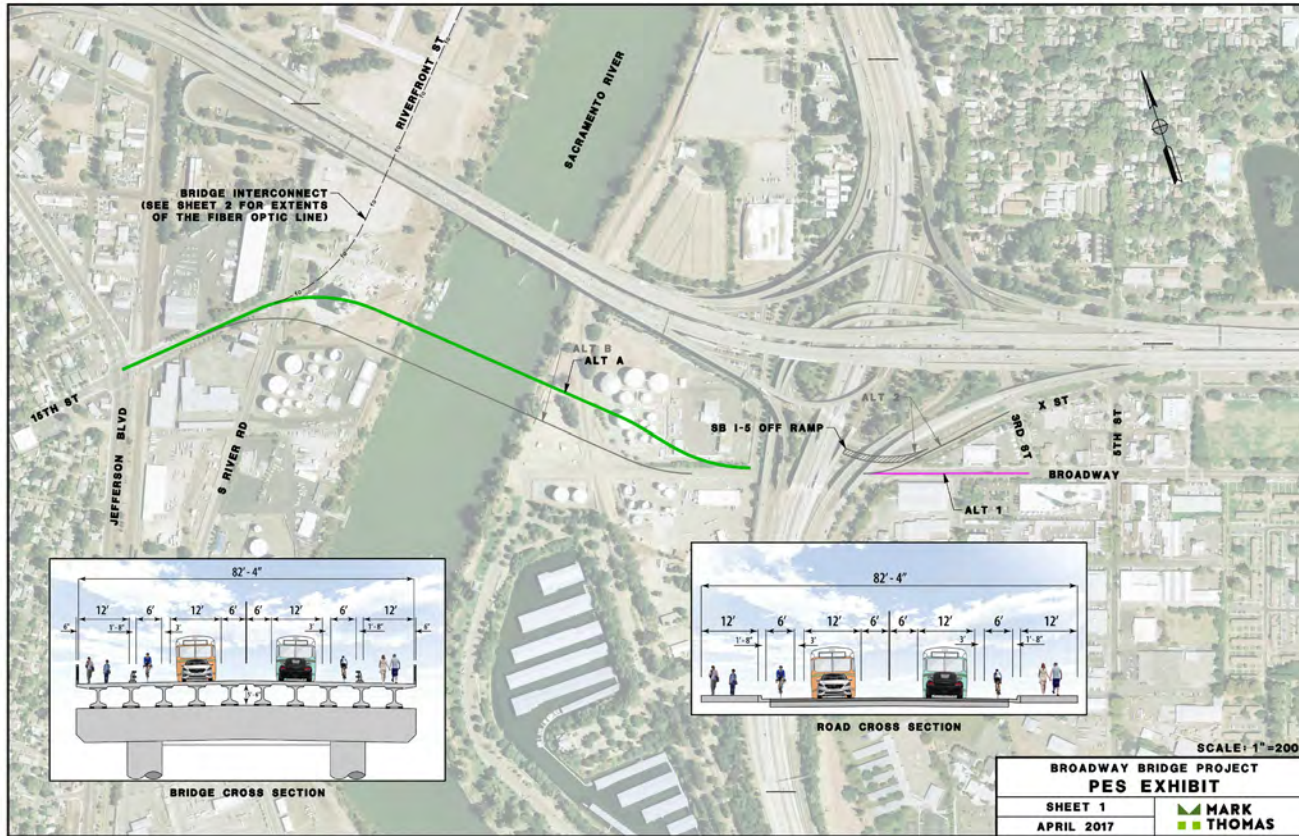 RIVERFRONT ST
SACRAMENTO RIVER
BRIDGE INTERCONNECT
(SEE SHEET 2 FOR EXTENTS
OF THE FIBER OPTIC LINE)
ALT B
ALT A
15TH ST
JEFFERSON BLVD
S RIVER RD
SB I-5 OFF RAMP
ALT 2
3RD ST
X ST
5TH ST
BROADWAY
ALT 1
82'-4"
12' 6' 12' 6' 6' 12' 6' 12'
6" 1'-8" 3' 3' 1'-8" 6"
BRIDGE CROSS SECTION
82'-4"
12' 6' 12' 6' 6' 12' 6' 12'
1'-8" 3' 3' 1'-8"
ROAD CROSS SECTION
SCALE: 1"=200
BROADWAY BRIDGE PROJECT
PES EXHIBIT
SHEET 1
APRIL 2017
MARK
THOMAS